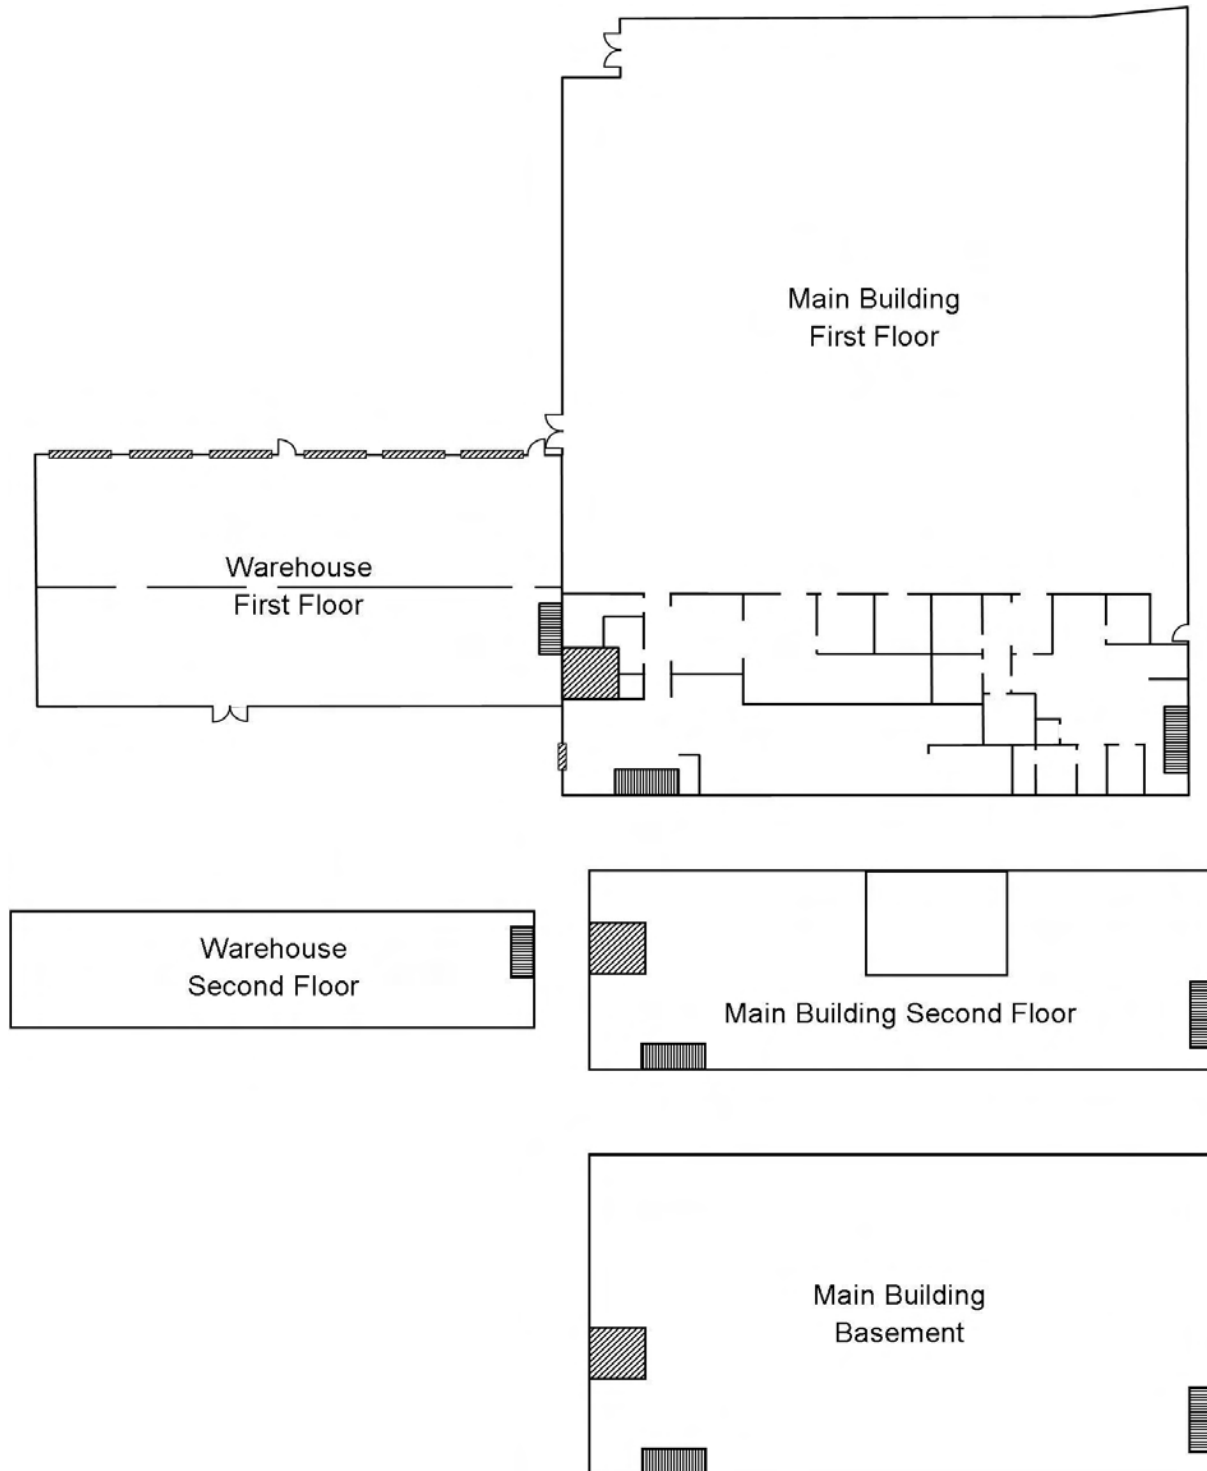 Main Building
First Floor
Warehouse
First Floor
Warehouse
Second Floor
Main Building Second Floor
Main Building
Basement